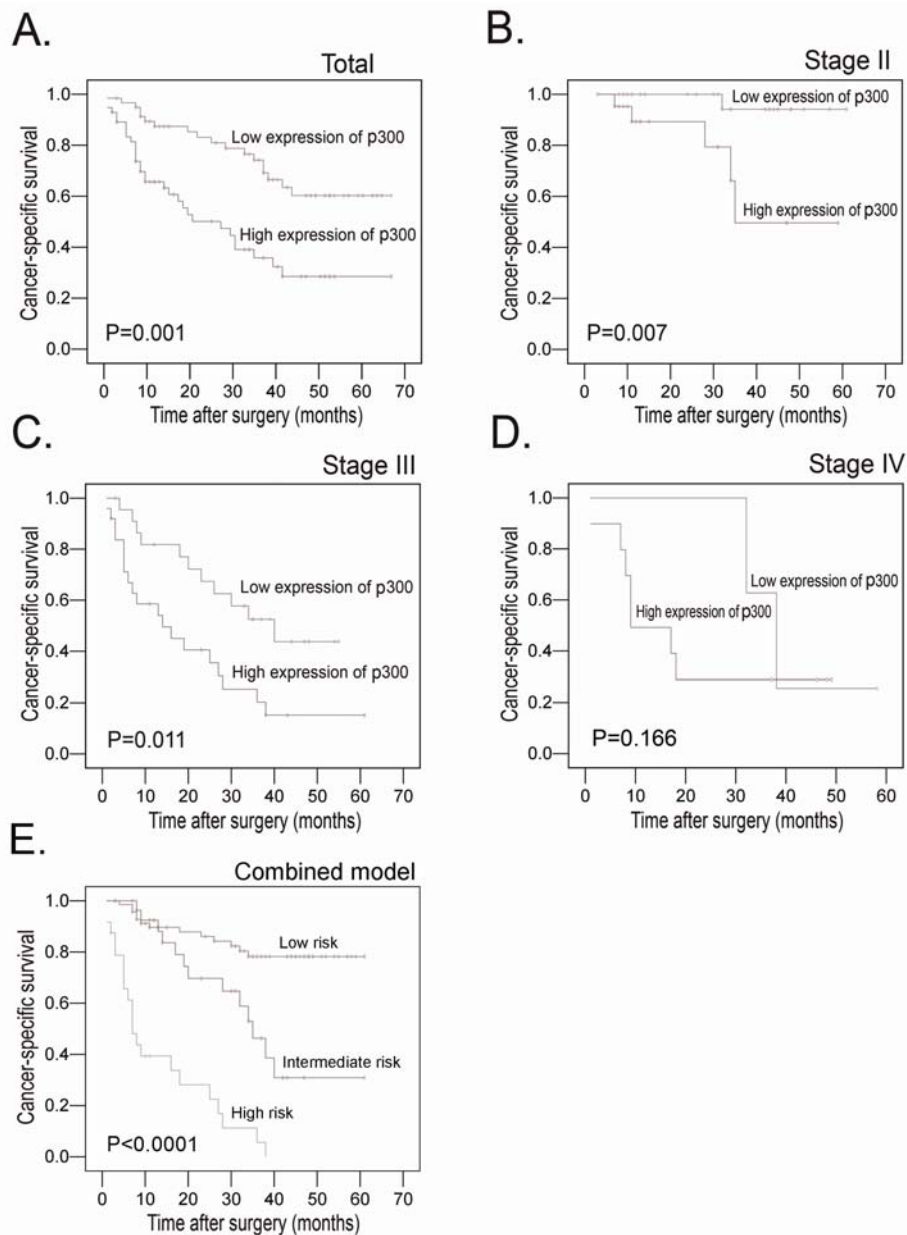 A.
Total
Cancer-specific survival
1.0
0.8
0.6
0.4
0.2
0.0
Low expression of p300
High expression of p300
P=0.001
0 10 20 30 40 50 60 70
Time after surgery (months)
B.
Stage II
Cancer-specific survival
1.0
0.8
0.6
0.4
0.2
0.0
Low expression of p300
High expression of p300
P=0.007
0 10 20 30 40 50 60 70
Time after surgery (months)
C.
Stage III
Cancer-specific survival
1.0
0.8
0.6
0.4
0.2
0.0
Low expression of p300
High expression of p300
P=0.011
0 10 20 30 40 50 60 70
Time after surgery (months)
D.
Stage IV
Cancer-specific survival
1.0
0.8
0.6
0.4
0.2
0.0
Low expression of p300
High expression of p300
P=0.166
0 10 20 30 40 50 60
Time after surgery (months)
E.
Combined model
Cancer-specific survival
1.0
0.8
0.6
0.4
0.2
0.0
Low risk
Intermediate risk
High risk
P<0.0001
0 10 20 30 40 50 60 70
Time after surgery (months)